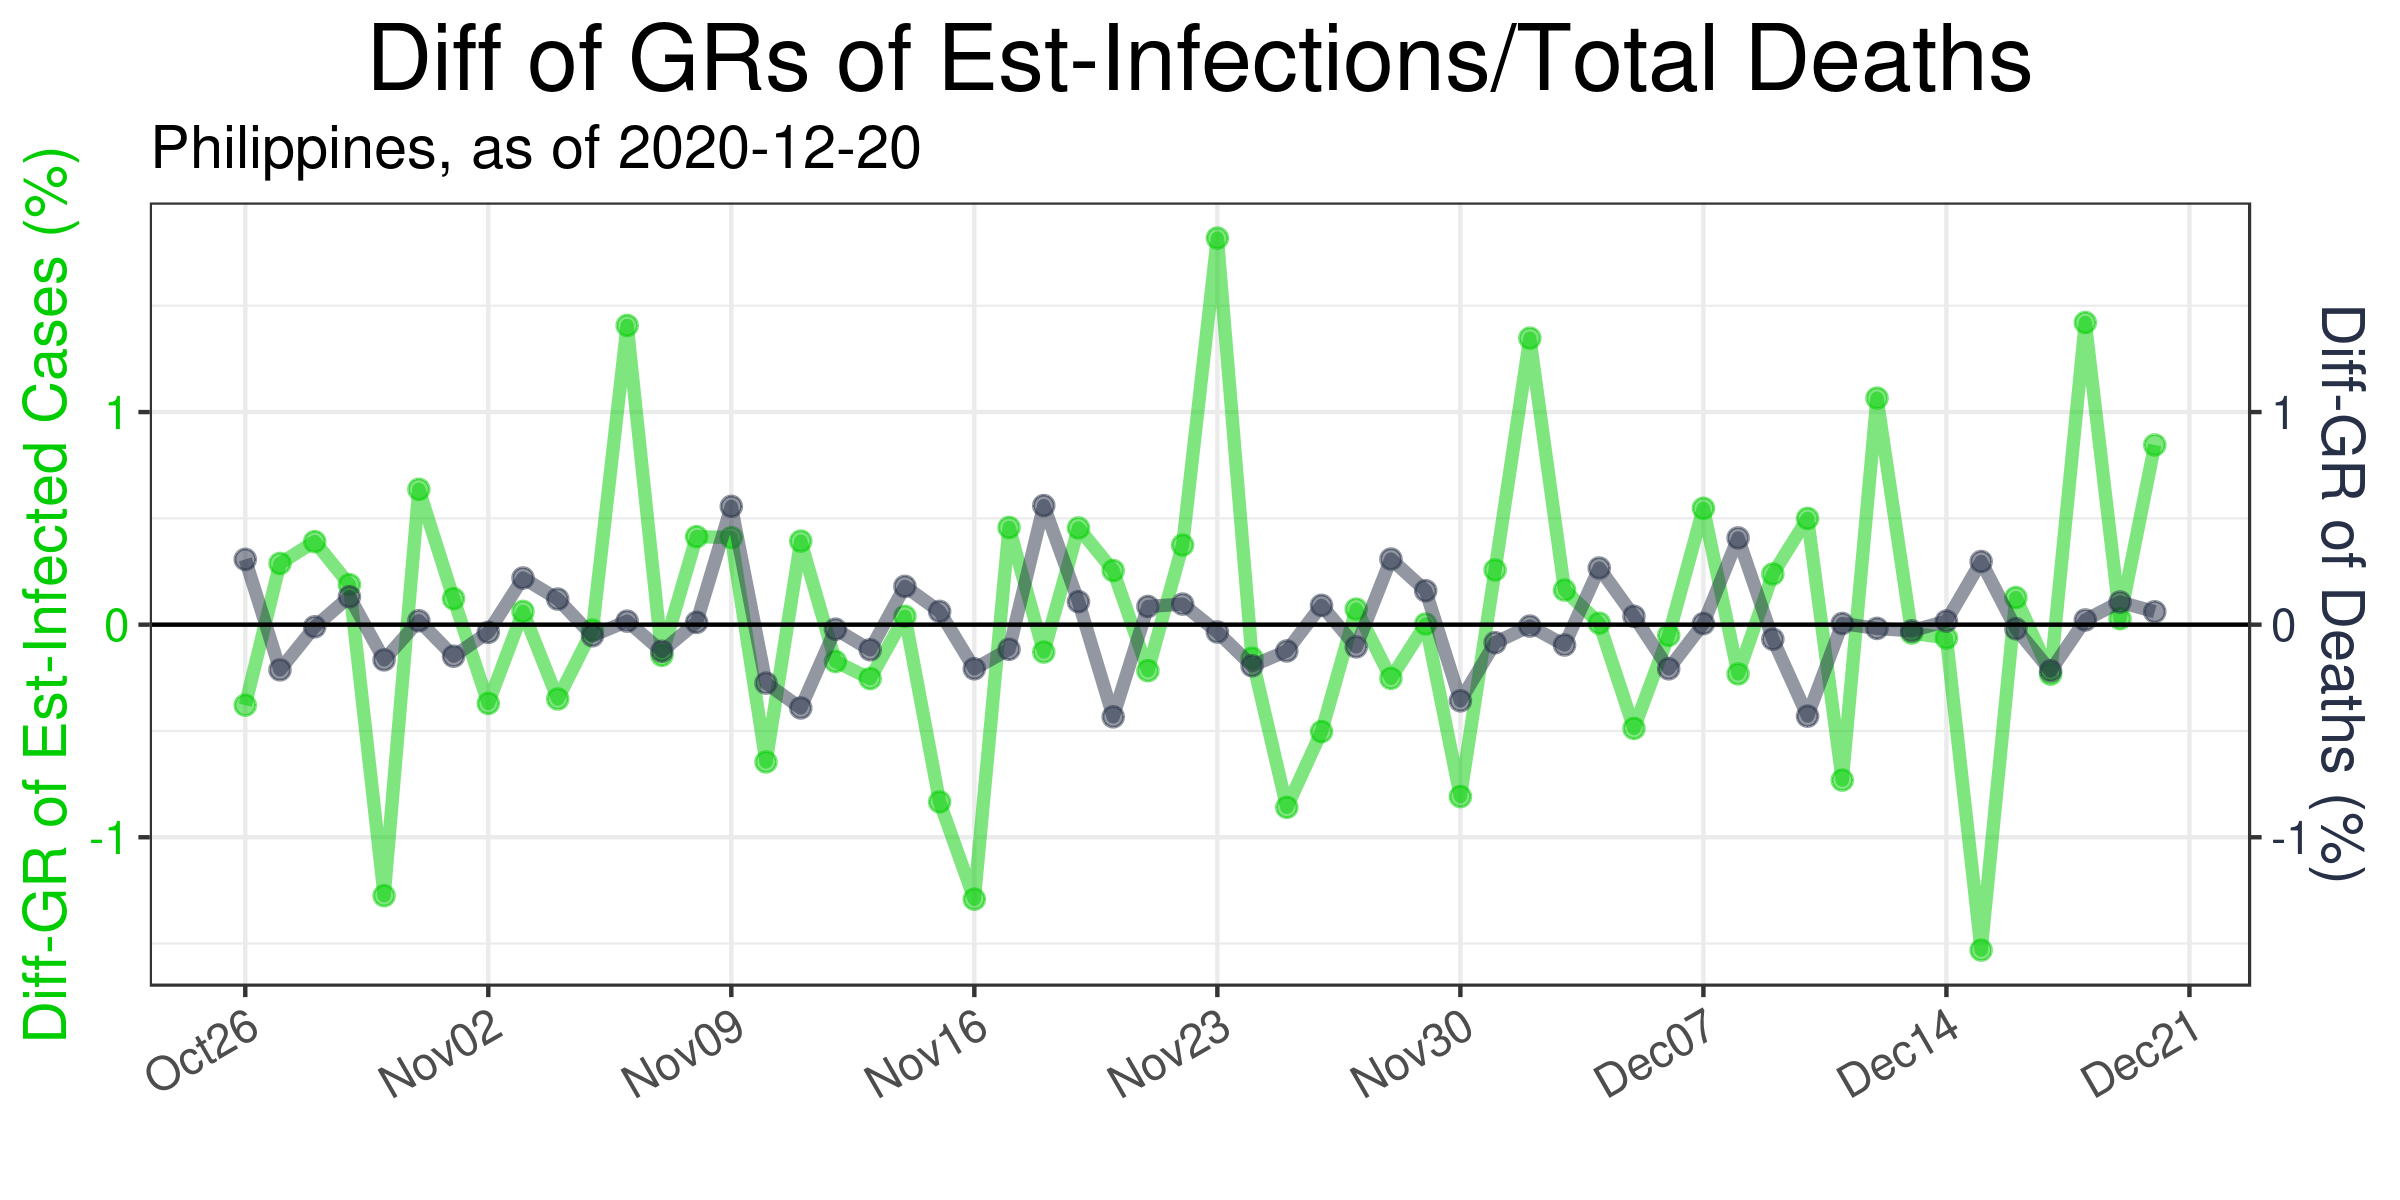 Diff of GRs of Est-Infections/Total Deaths
Philippines, as of 2020-12-20
Diff-GR of Est-Infected Cases (%)
1
0
-1
1
0
-1
Diff-GR of Deaths (%)
Oct26
Nov02
Nov09
Nov16
Nov23
Nov30
Dec07
Dec14
Dec21